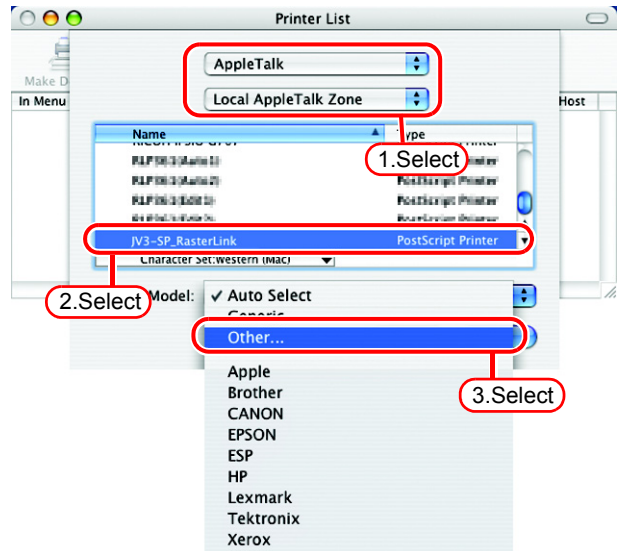 Printer List
Make D
In Menu
Host
AppleTalk
Local AppleTalk Zone
1.Select
Name
Type
JV3-SP_RasterLink PostScript Printer
Character Set:Western (Mac)
2.Select
Model:
✓ Auto Select
Generic
Other...
3.Select
Apple
Brother
CANON
EPSON
ESP
HP
Lexmark
Tektronix
Xerox